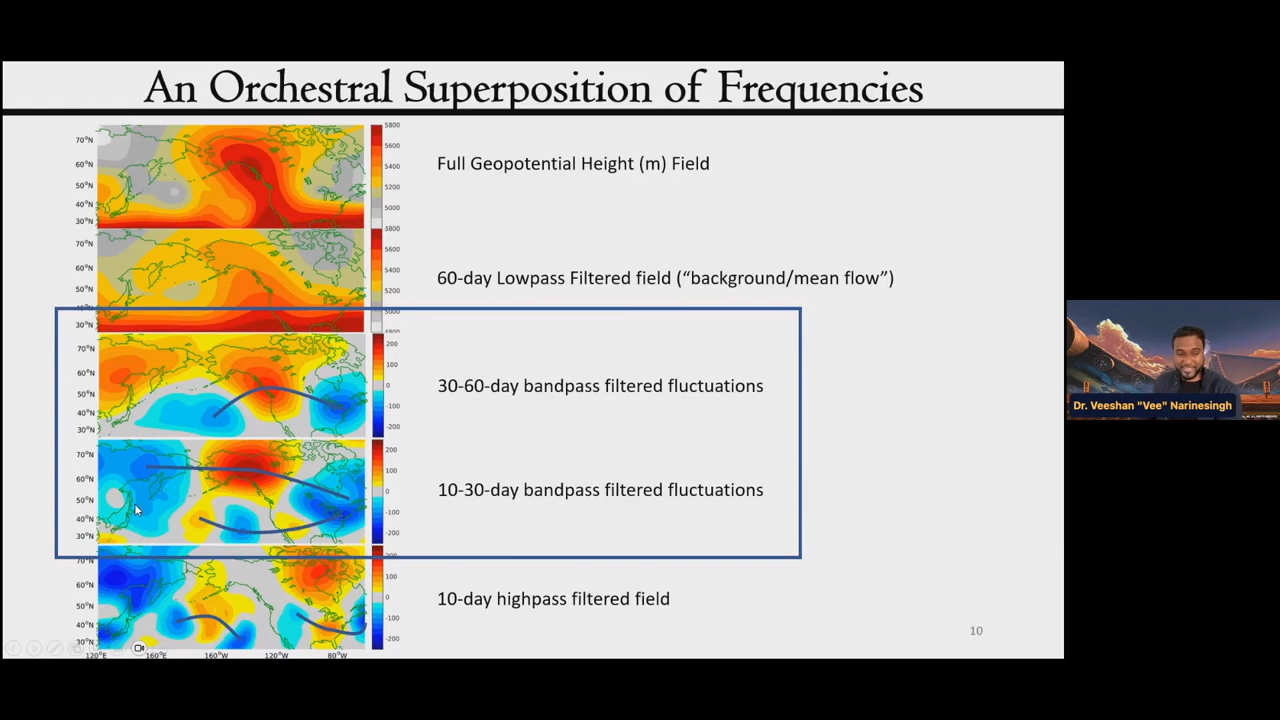 An Orchestral Superposition of Frequencies
70°N
60°N
50°N
40°N
30°N
5800
5600
5400
5200
5000
Full Geopotential Height (m) Field
70°N
60°N
50°N
40°N
30°N
5800
5600
5400
5200
5000
4800
60-day Lowpass Filtered field (“background/mean flow”)
70°N
60°N
50°N
40°N
30°N
200
100
0
-100
-200
30-60-day bandpass filtered fluctuations
70°N
60°N
50°N
40°N
30°N
200
100
0
-100
-200
10-30-day bandpass filtered fluctuations
70°N
60°N
50°N
40°N
30°N
200
100
0
-100
-200
10-day highpass filtered field
120°E
160°E
160°W
120°W
80°W
10
Dr. Veeshan "Vee" Narinesingh